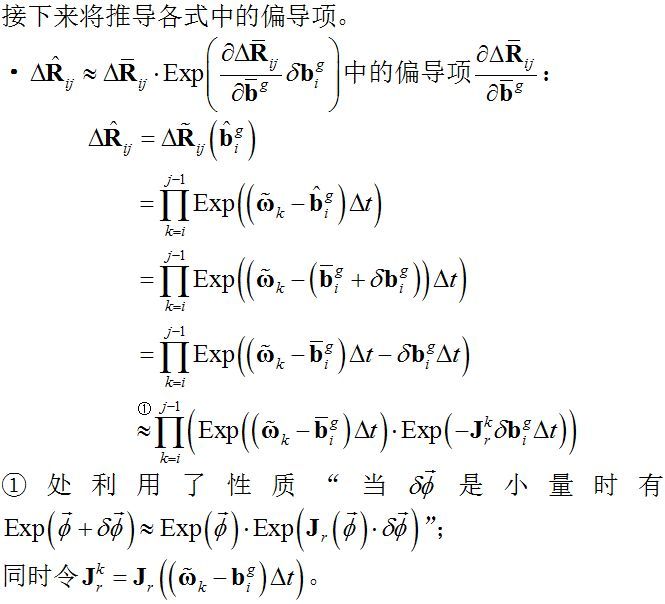 接下来将推导各式中的偏导项。
• $\Delta\hat{\mathbf{R}}_{ij} \approx \Delta\bar{\mathbf{R}}_{ij} \cdot \mathrm{Exp}\left(\frac{\partial\Delta\bar{\mathbf{R}}_{ij}}{\partial\bar{\mathbf{b}}^{g}}\delta\mathbf{b}_{i}^{g}\right)$中的偏导项$\frac{\partial\Delta\bar{\mathbf{R}}_{ij}}{\partial\bar{\mathbf{b}}^{g}}$：
$\Delta\hat{\mathbf{R}}_{ij} = \Delta\tilde{\mathbf{R}}_{ij}\left(\hat{\mathbf{b}}_{i}^{g}\right)$
$= \prod_{k=i}^{j-1}\mathrm{Exp}\left(\left(\tilde{\boldsymbol{\omega}}_{k} - \hat{\mathbf{b}}_{i}^{g}\right)\Delta t\right)$
$= \prod_{k=i}^{j-1}\mathrm{Exp}\left(\left(\tilde{\boldsymbol{\omega}}_{k} - \left(\bar{\mathbf{b}}_{i}^{g} + \delta\mathbf{b}_{i}^{g}\right)\right)\Delta t\right)$
$= \prod_{k=i}^{j-1}\mathrm{Exp}\left(\left(\tilde{\boldsymbol{\omega}}_{k} - \bar{\mathbf{b}}_{i}^{g}\right)\Delta t - \delta\mathbf{b}_{i}^{g}\Delta t\right)$
$\overset{①}{\approx} \prod_{k=i}^{j-1}\left(\mathrm{Exp}\left(\left(\tilde{\boldsymbol{\omega}}_{k} - \bar{\mathbf{b}}_{i}^{g}\right)\Delta t\right) \cdot \mathrm{Exp}\left(-\mathbf{J}_{r}^{k}\delta\mathbf{b}_{i}^{g}\Delta t\right)\right)$
①处利用了性质“当$\delta\vec{\phi}$是小量时有
$\mathrm{Exp}\left(\vec{\phi} + \delta\vec{\phi}\right) \approx \mathrm{Exp}\left(\vec{\phi}\right) \cdot \mathrm{Exp}\left(\mathbf{J}_{r}\left(\vec{\phi}\right) \cdot \delta\vec{\phi}\right)$”；
同时令$\mathbf{J}_{r}^{k} = \mathbf{J}_{r}\left(\left(\tilde{\boldsymbol{\omega}}_{k} - \mathbf{b}_{i}^{g}\right)\Delta t\right)$。